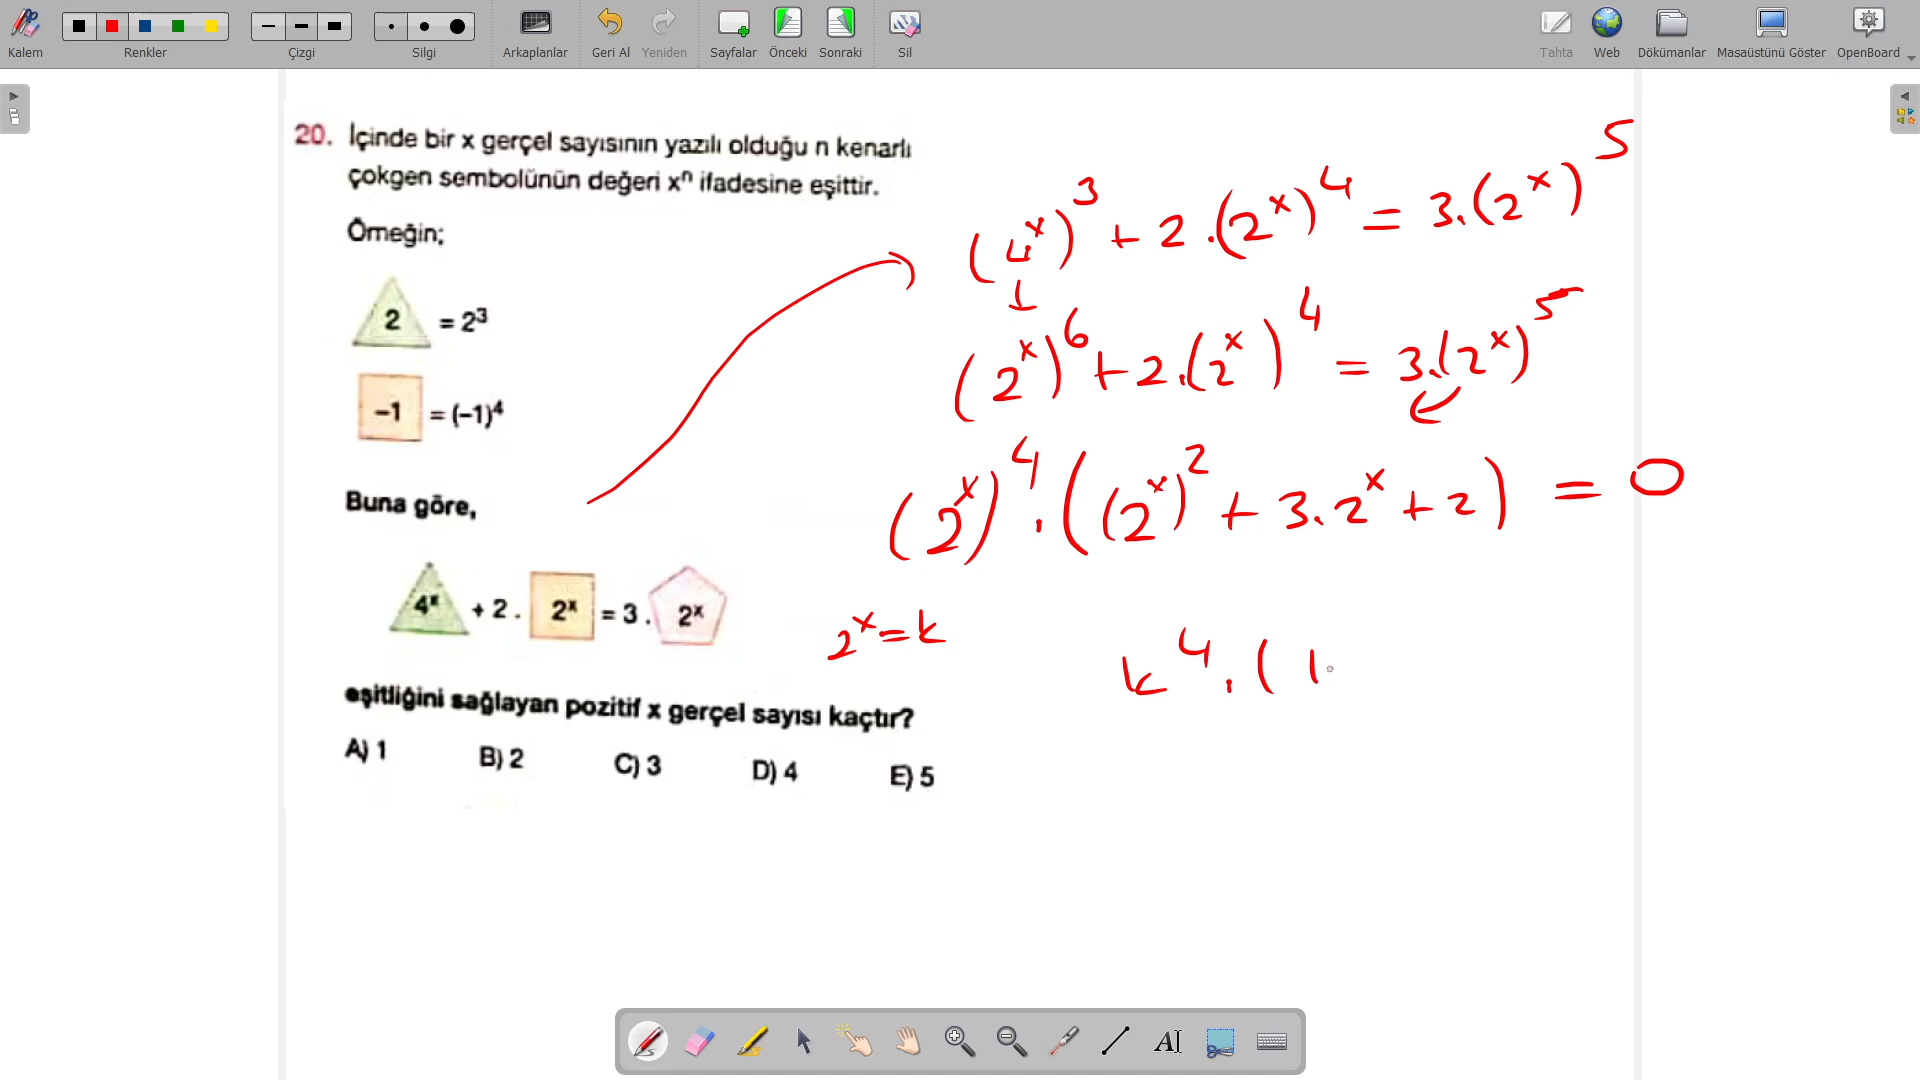 Kalem Renkler Çizgi Silgi Arkaplanlar Geri Al Yeniden Sayfalar Önceki Sonraki Sil Tahta Web Dökümanlar Masaüstünü Göster OpenBoard
20. İçinde bir x gerçel sayısının yazılı olduğu n kenarlı
çokgen sembolünün değeri xⁿ ifadesine eşittir.
Örneğin;
2 = 2³
−1 = (−1)⁴
Buna göre,
4ˣ + 2 . 2ˣ = 3 . 2ˣ
eşitliğini sağlayan pozitif x gerçel sayısı kaçtır?
A) 1 B) 2 C) 3 D) 4 E) 5
(4ˣ)³ + 2 . (2ˣ)⁴ = 3 . (2ˣ)⁵
(2ˣ)⁶ + 2 . (2ˣ)⁴ = 3 . (2ˣ)⁵
(2ˣ)⁴ . ((2ˣ)² + 3 . 2ˣ + 2) = 0
2ˣ = k
k⁴ . (